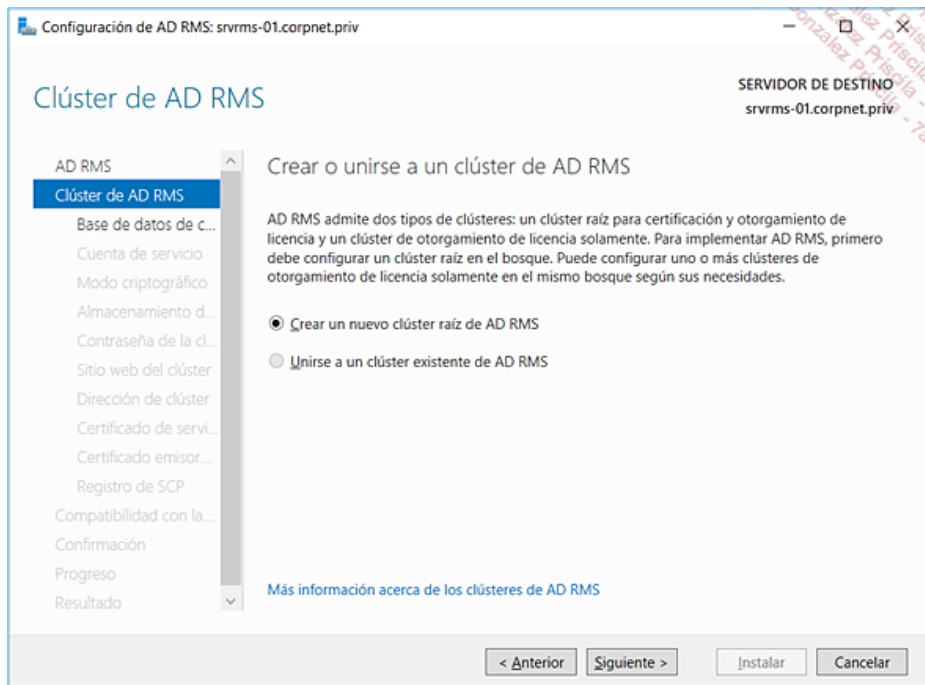 Configuración de AD RMS: srvrms-01.corpnet.priv
Clúster de AD RMS
SERVIDOR DE DESTINO
srvrms-01.corpnet.priv
AD RMS
Clúster de AD RMS
Base de datos de c...
Cuenta de servicio
Modo criptográfico
Almacenamiento d...
Contraseña de la cl...
Sitio web del clúster
Dirección de clúster
Certificado de servi...
Certificado emisor...
Registro de SCP
Compatibilidad con la...
Confirmación
Progreso
Resultado
Crear o unirse a un clúster de AD RMS
AD RMS admite dos tipos de clústeres: un clúster raíz para certificación y otorgamiento de
licencia y un clúster de otorgamiento de licencia solamente. Para implementar AD RMS, primero
debe configurar un clúster raíz en el bosque. Puede configurar uno o más clústeres de
otorgamiento de licencia solamente en el mismo bosque según sus necesidades.
Crear un nuevo clúster raíz de AD RMS
Unirse a un clúster existente de AD RMS
Más información acerca de los clústeres de AD RMS
< Anterior
Siguiente >
Instalar
Cancelar